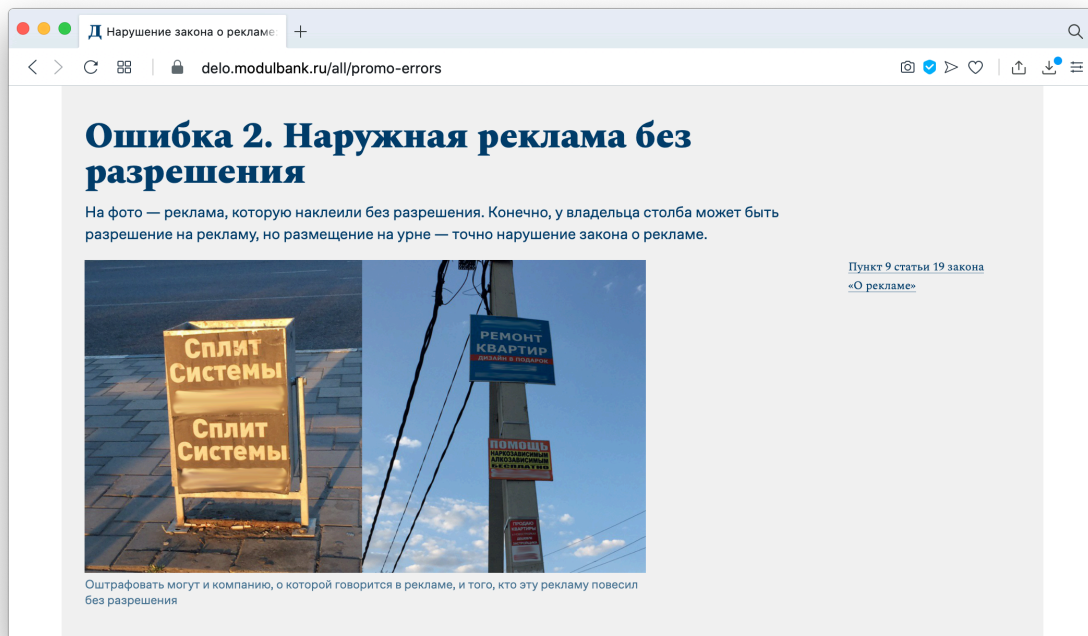 Нарушение закона о рекламе
delo.modulbank.ru/all/promo-errors
Ошибка 2. Наружная реклама без
разрешения
На фото — реклама, которую наклеили без разрешения. Конечно, у владельца столба может быть
разрешение на рекламу, но размещение на урне — точно нарушение закона о рекламе.
Пункт 9 статьи 19 закона
«О рекламе»
Сплит
Системы
Сплит
Системы
РЕМОНТ
КВАРТИР
ДИЗАЙН В ПОДАРОК
ПОМОЩЬ
НАРКОЗАВИСИМЫМ
АЛКОЗАВИСИМЫМ
БЕСПЛАТНО
ПРОДАЮ
КВАРТИРЫ
Оштрафовать могут и компанию, о которой говорится в рекламе, и того, кто эту рекламу повесил
без разрешения